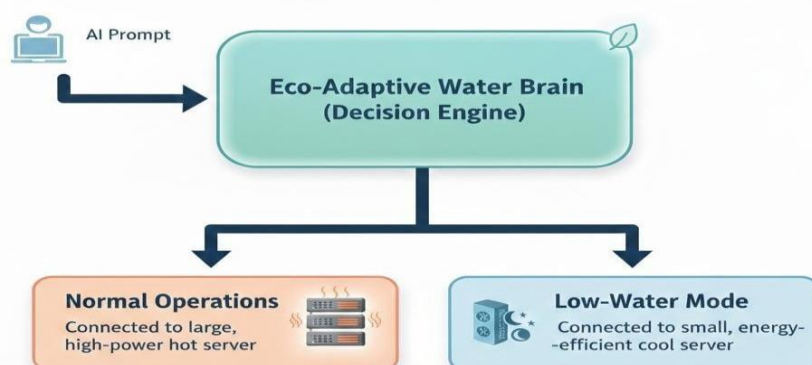 AI Prompt
Eco-Adaptive Water Brain
(Decision Engine)
Normal Operations
Connected to large,
high-power hot server
Low-Water Mode
Connected to small, energy-
-efficient cool server